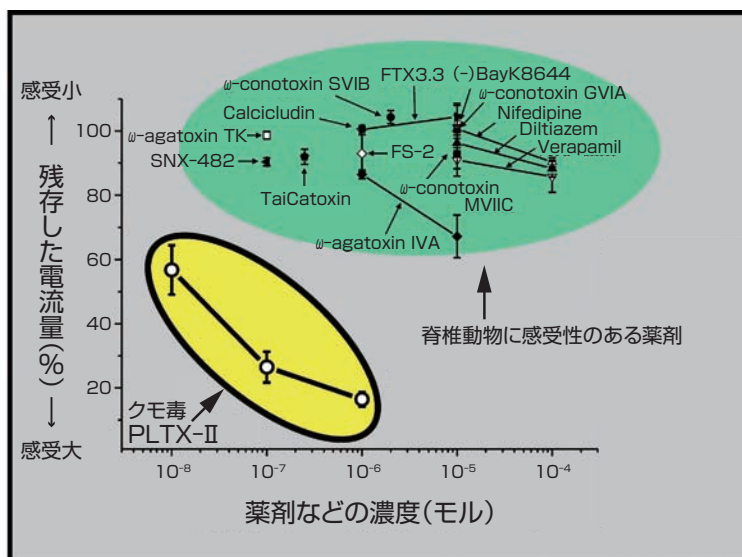 感受小
← 残存した電流量(%) →
感受大
100
80
60
40
20
ω-conotoxin SVIB
FTX3.3
(-)BayK8644
Calcicludin
ω-conotoxin GVIA
Nifedipine
ω-agatoxin TK
Diltiazem
FS-2
Verapamil
SNX-482
TaiCatoxin
ω-conotoxin
MVIIC
ω-agatoxin IVA
脊椎動物に感受性のある薬剤
クモ毒
PLTX-II
10-8 10-7 10-6 10-5 10-4
薬剤などの濃度(モル)